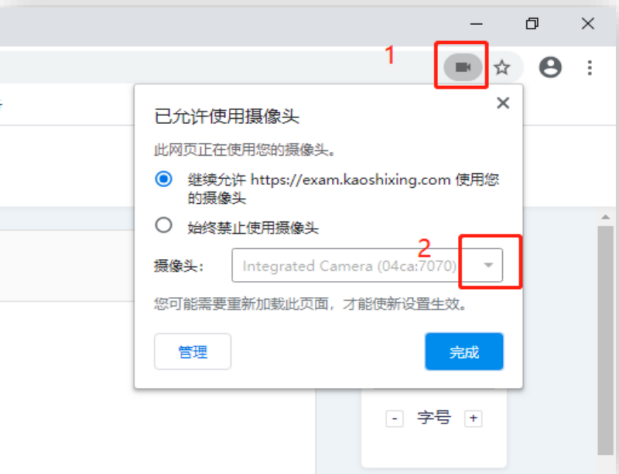 1
已允许使用摄像头
此网页正在使用您的摄像头。
继续允许 https://exam.kaoshixing.com 使用您
的摄像头
始终禁止使用摄像头
2
摄像头: Integrated Camera (04ca:7070)
您可能需要重新加载此页面，才能使新设置生效。
管理 完成
- 字号 +